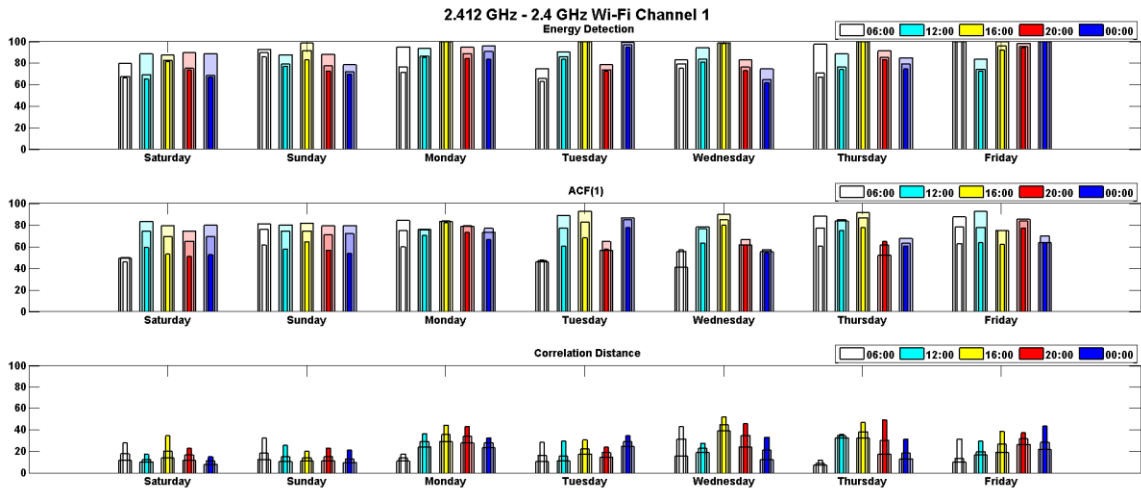 2.412 GHz - 2.4 GHz Wi-Fi Channel 1
Energy Detection
06:00 12:00 16:00 20:00 00:00
100
80
60
40
20
0
Saturday Sunday Monday Tuesday Wednesday Thursday Friday
ACF(1)
06:00 12:00 16:00 20:00 00:00
100
80
60
40
20
0
Saturday Sunday Monday Tuesday Wednesday Thursday Friday
Correlation Distance
06:00 12:00 16:00 20:00 00:00
100
80
60
40
20
0
Saturday Sunday Monday Tuesday Wednesday Thursday Friday